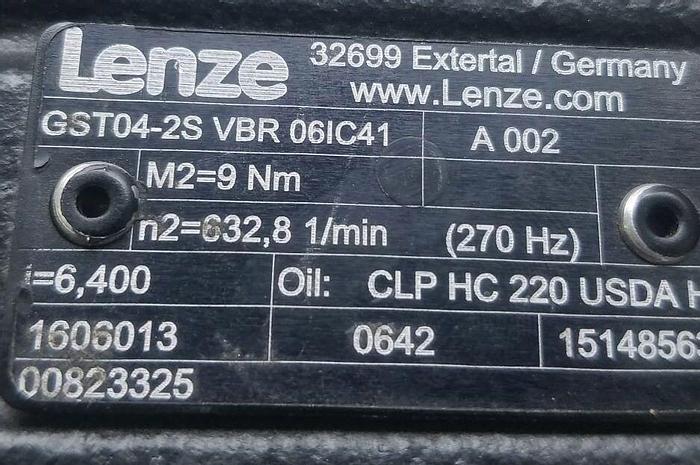 Lenze 32699 Extertal / Germany
www.Lenze.com
GST04-2S VBR 06IC41 A 002
M2=9 Nm
n2=632,8 1/min (270 Hz)
i=6,400 Oil: CLP HC 220 USDA H
1606013 0642 1514856
00823325